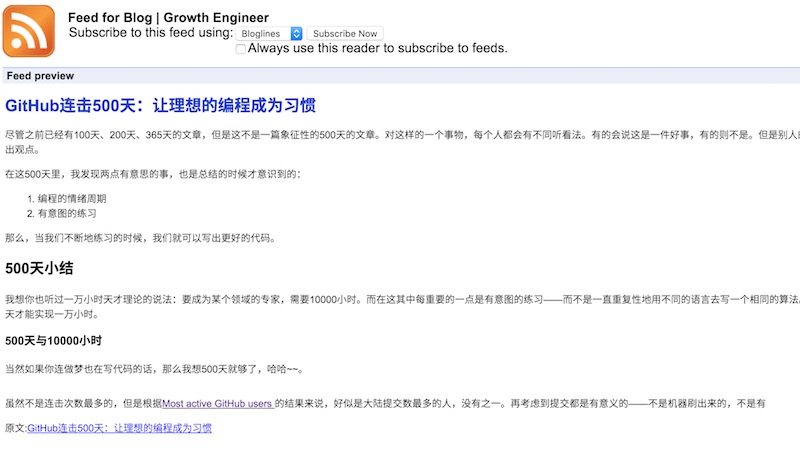 Feed for Blog | Growth Engineer
Subscribe to this feed using: Bloglines Subscribe Now
Always use this reader to subscribe to feeds.
Feed preview
GitHub连击500天：让理想的编程成为习惯
尽管之前已经有100天、200天、365天的文章，但是这不是一篇象征性的500天的文章。对这样的一个事物，每个人都会有不同听看法。有的会说这是一件好事，有的则不是。但是别人的
出观点。
在这500天里，我发现两点有意思的事，也是总结的时候才意识到的：
1. 编程的情绪周期
2. 有意图的练习
那么，当我们不断地练习的时候，我们就可以写出更好的代码。
500天小结
我想你也听过一万小时天才理论的说法：要成为某个领域的专家，需要10000小时。而在这其中每重要的一点是有意图的练习——而不是一直重复性地用不同的语言去写一个相同的算法。
天才能实现一万小时。
500天与10000小时
当然如果你连做梦也在写代码的话，那么我想500天就够了，哈哈~~。
虽然不是连击次数最多的，但是根据Most active GitHub users 的结果来说，好似是大陆提交数最多的人，没有之一。再考虑到提交都是有意义的——不是机器刷出来的，不是有
原文:GitHub连击500天：让理想的编程成为习惯